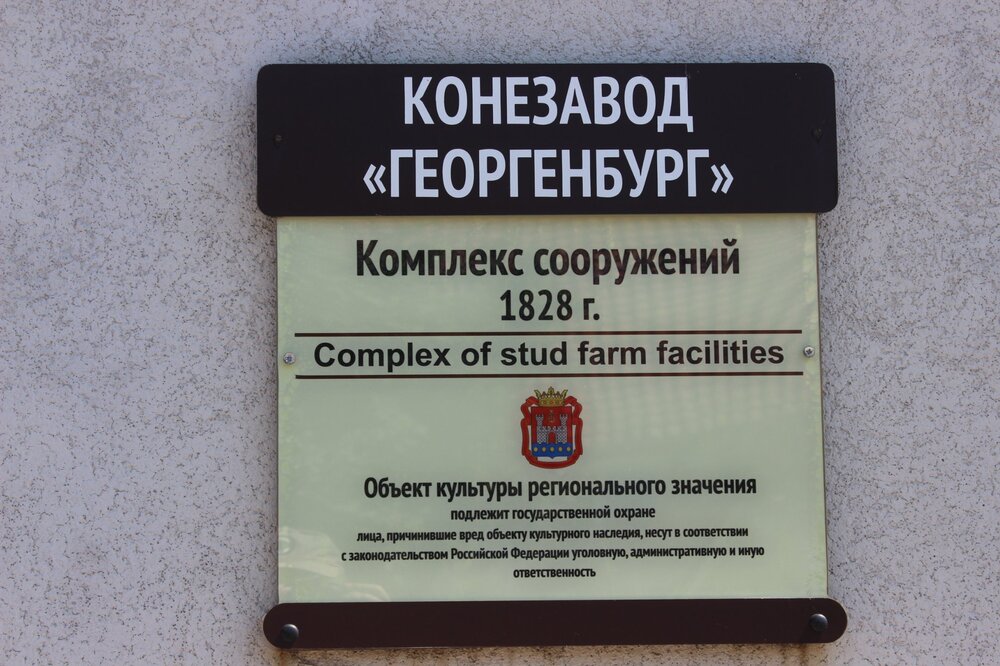 КОНЕЗАВОД
«ГЕОРГЕНБУРГ»
Комплекс сооружений
1828 г.
Complex of stud farm facilities
Объект культуры регионального значения
подлежит государственной охране
лица, причинившие вред объекту культурного наследия, несут в соответствии
с законодательством Российской Федерации уголовную, административную и иную
ответственность